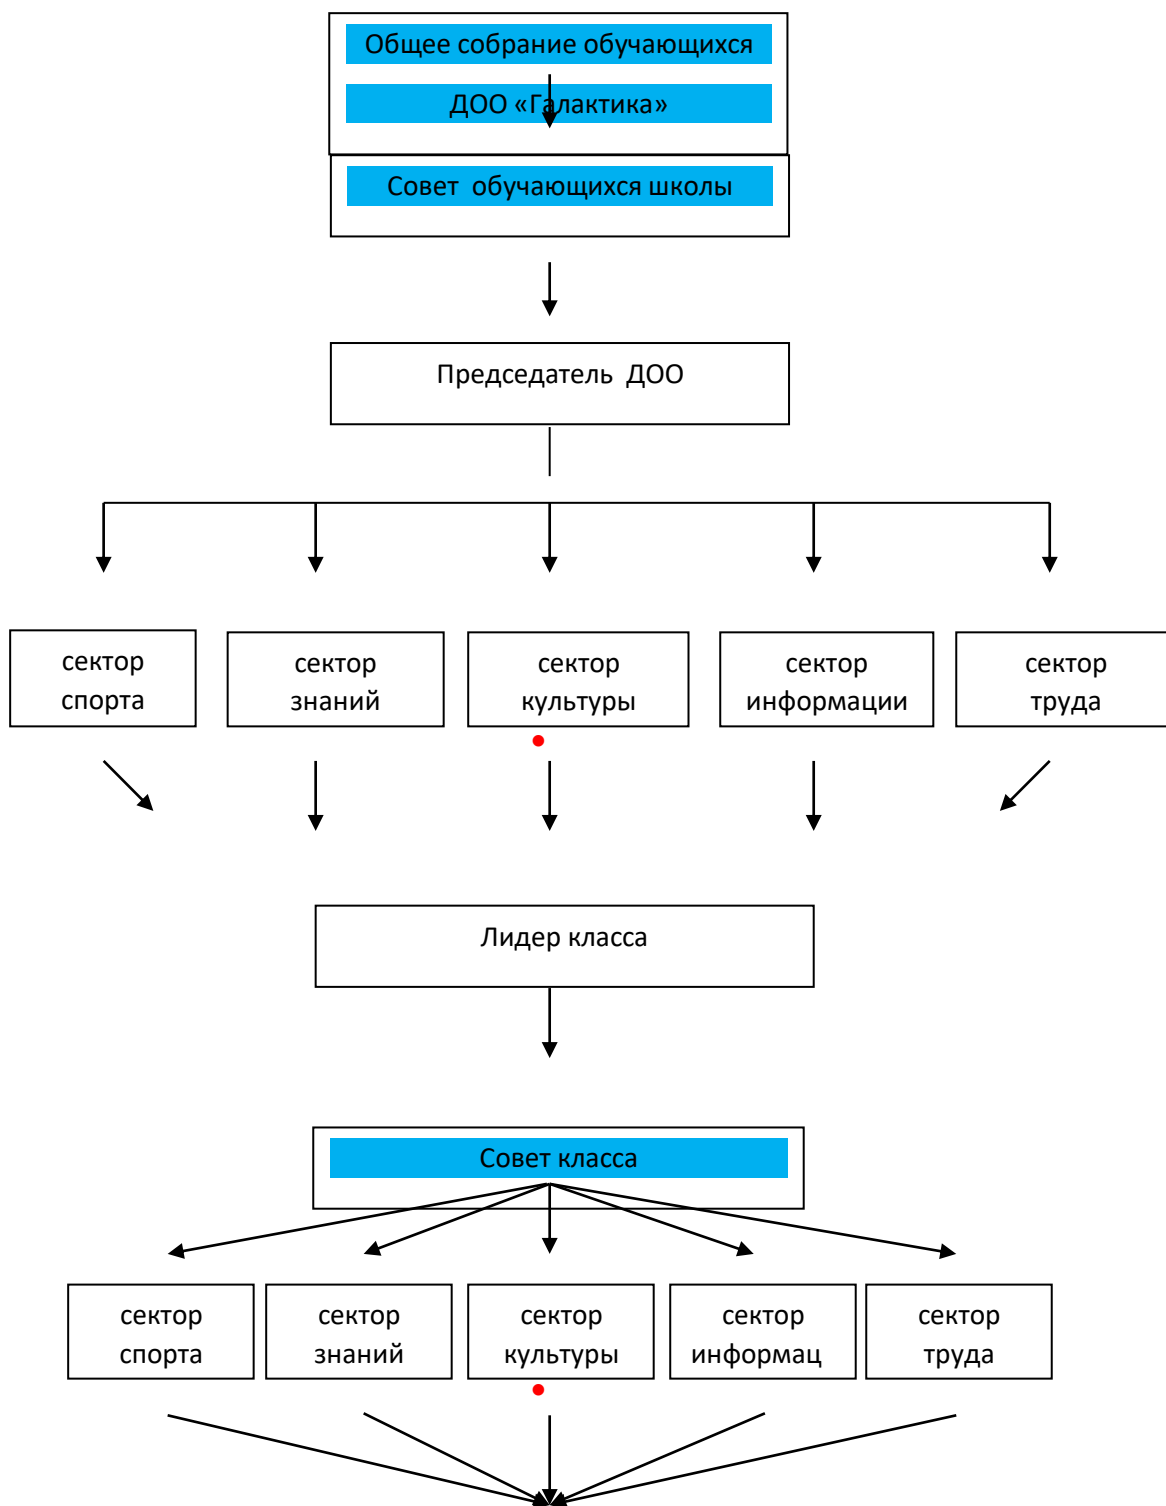 Общее собрание обучающихся
ДОО «Галактика»
Совет обучающихся школы
Председатель ДОО
сектор
спорта
сектор
знаний
сектор
культуры
сектор
информации
сектор
труда
Лидер класса
Совет класса
сектор
спорта
сектор
знаний
сектор
культуры
сектор
информац
сектор
труда